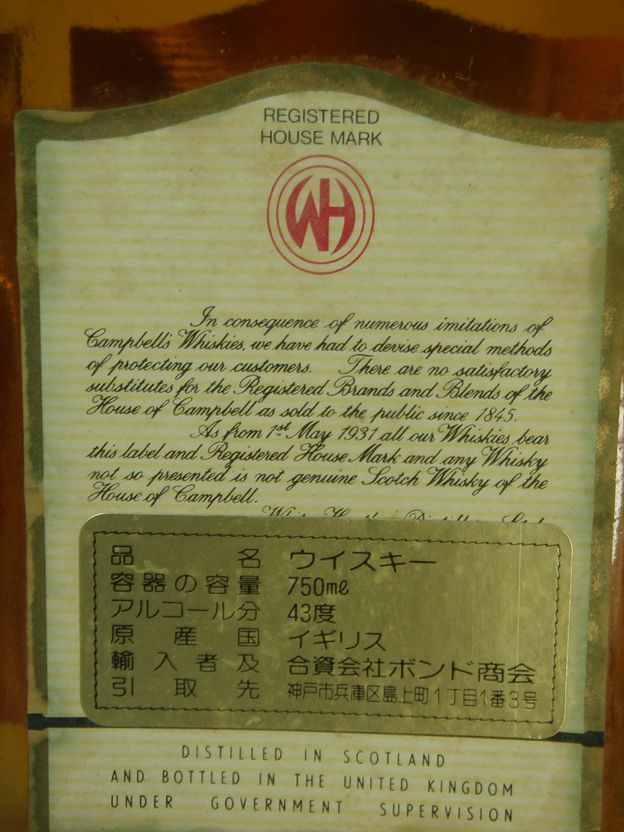 REGISTERED
HOUSE MARK
WH
In consequence of numerous imitations of
Campbell's Whiskies, we have had to devise special methods
of protecting our customers. There are no satisfactory
substitutes for the Registered Brands and Blends of the
House of Campbell as sold to the public since 1845.
As from 1st May 1931 all our Whiskies bear
this label and Registered House Mark and any Whisky
not so presented is not genuine Scotch Whisky of the
House of Campbell.
品名 ウイスキー
容器の容量 750ml
アルコール分 43度
原産国 イギリス
輸入者及 合資会社ボンド商会
引取先 神戸市兵庫区島上町1丁目1番3号
DISTILLED IN SCOTLAND
AND BOTTLED IN THE UNITED KINGDOM
UNDER GOVERNMENT SUPERVISION